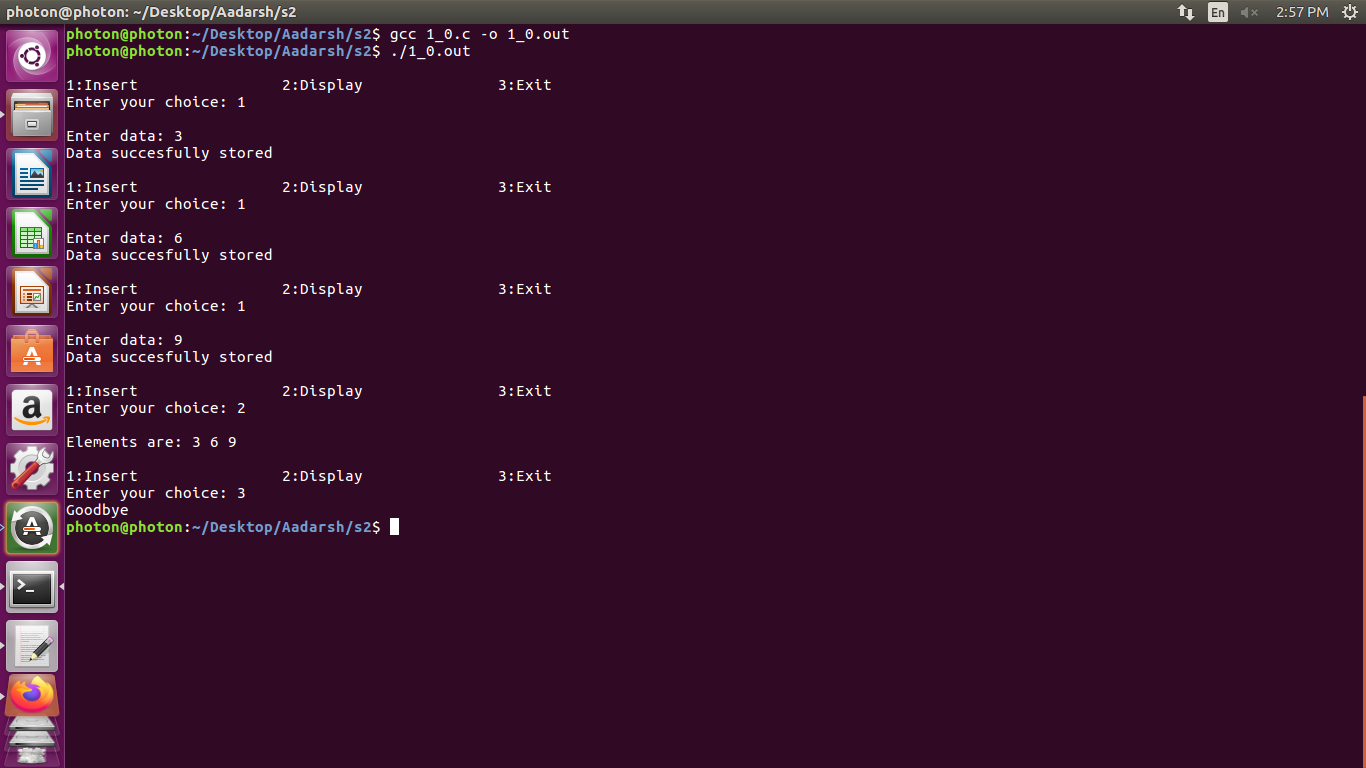 photon@photon: ~/Desktop/Aadarsh/s2 En 2:57 PM
photon@photon:~/Desktop/Aadarsh/s2$ gcc 1_0.c -o 1_0.out
photon@photon:~/Desktop/Aadarsh/s2$ ./1_0.out
1:Insert 2:Display 3:Exit
Enter your choice: 1
Enter data: 3
Data succesfully stored
1:Insert 2:Display 3:Exit
Enter your choice: 1
Enter data: 6
Data succesfully stored
1:Insert 2:Display 3:Exit
Enter your choice: 1
Enter data: 9
Data succesfully stored
1:Insert 2:Display 3:Exit
Enter your choice: 2
Elements are: 3 6 9
1:Insert 2:Display 3:Exit
Enter your choice: 3
Goodbye
photon@photon:~/Desktop/Aadarsh/s2$